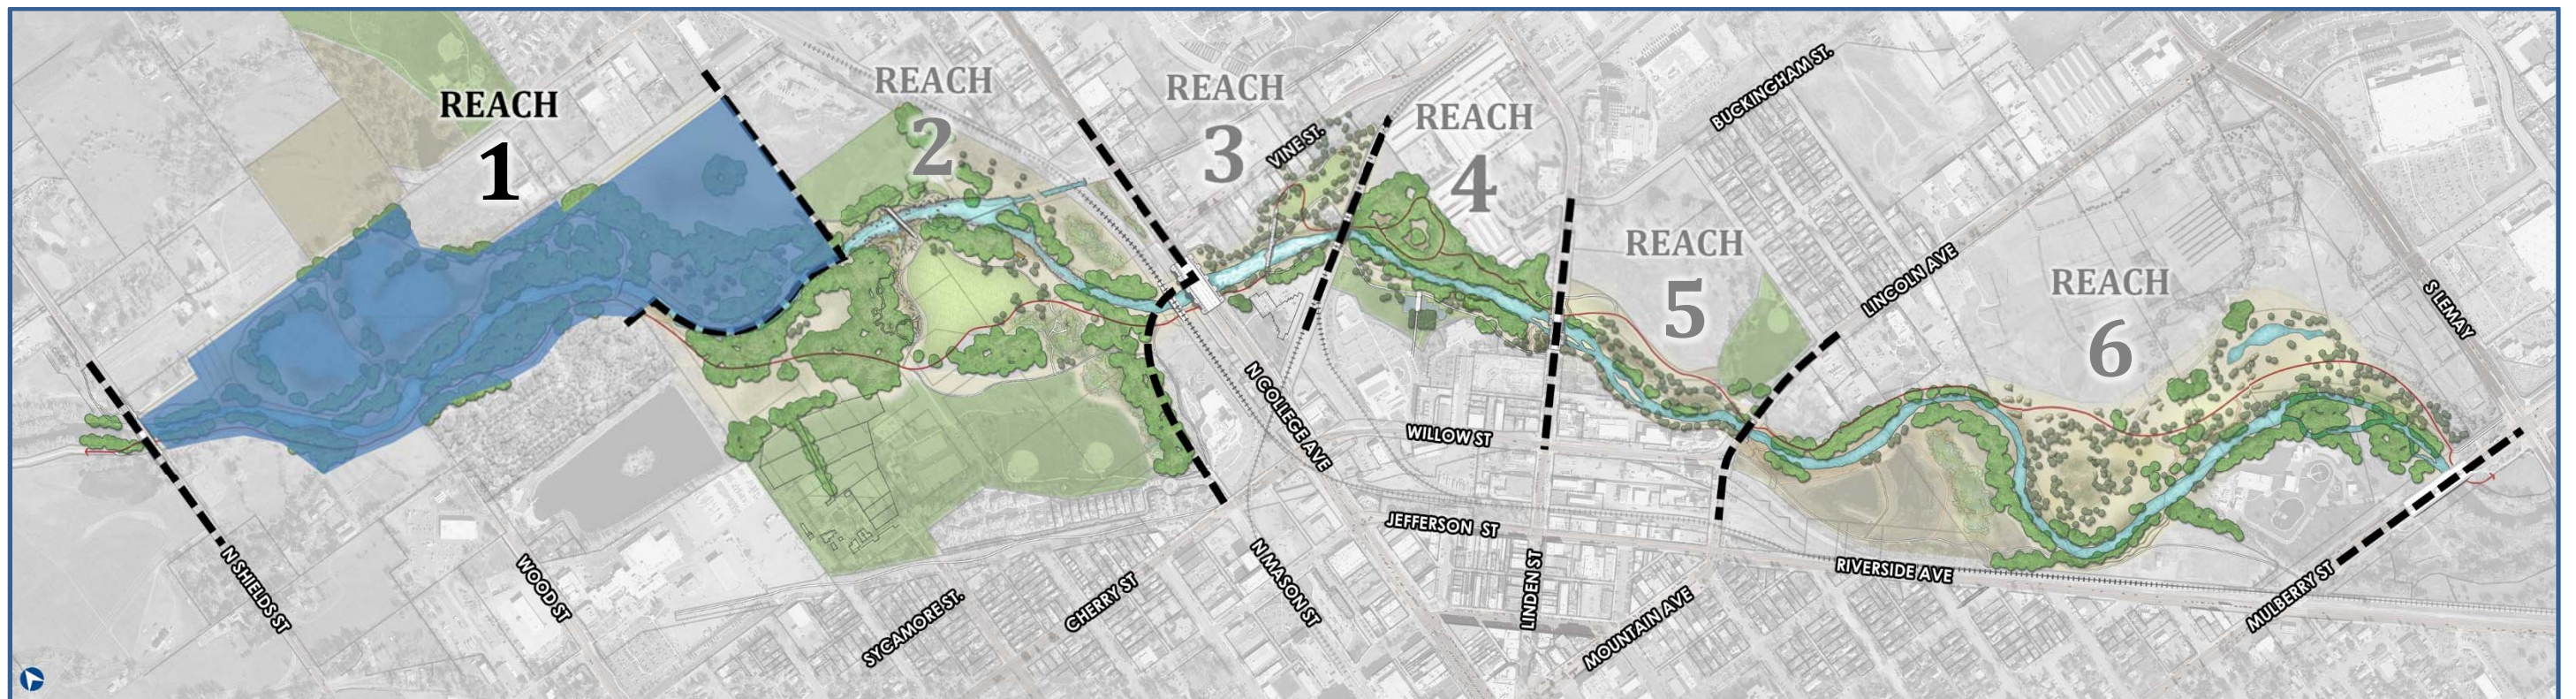 REACH
1
REACH
2
REACH
3
REACH
4
REACH
5
REACH
6
VINE ST.
BUCKINGHAM ST.
LINCOLN AVE
S LEMAY
N COLLEGE AVE
WILLOW ST
JEFFERSON ST
N SHIELDS ST
WOOD ST
SYCAMORE ST.
CHERRY ST
N MASON ST
LINDEN ST
MOUNTAIN AVE
RIVERSIDE AVE
MULBERRY ST